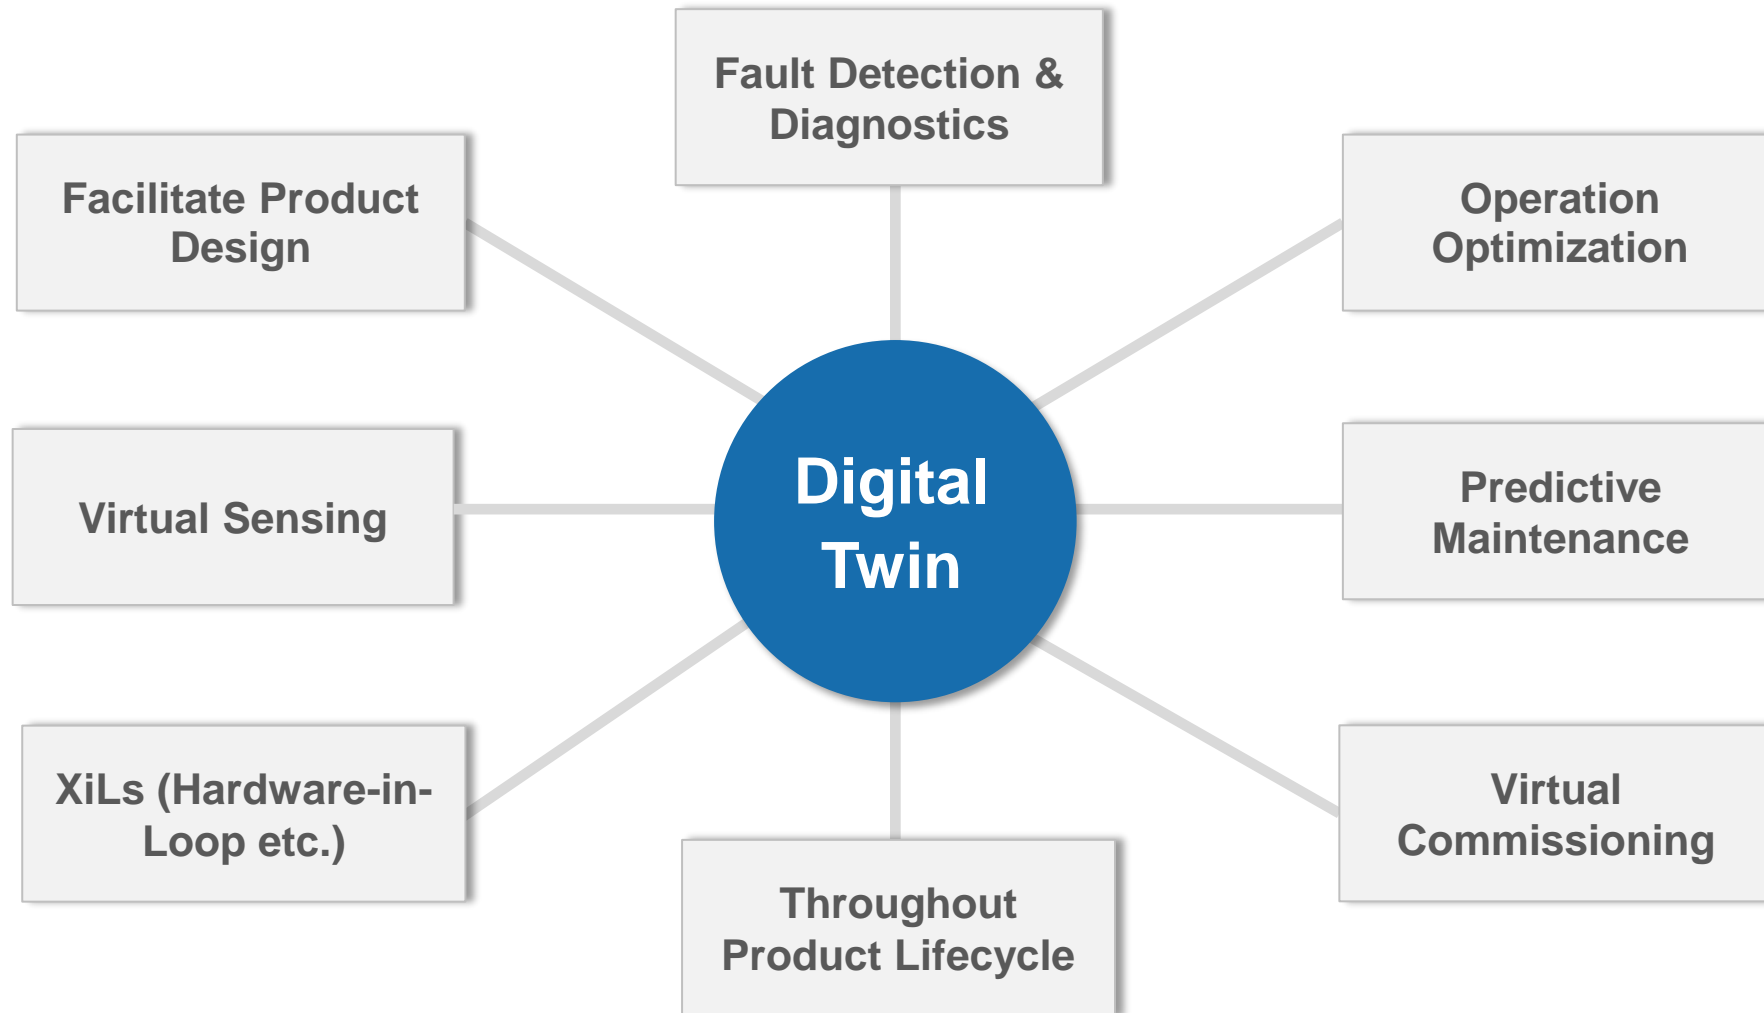 Fault Detection &
Diagnostics
Facilitate Product
Design
Operation
Optimization
Digital
Twin
Virtual Sensing
Predictive
Maintenance
XiLs (Hardware-in-
Loop etc.)
Virtual
Commissioning
Throughout
Product Lifecycle